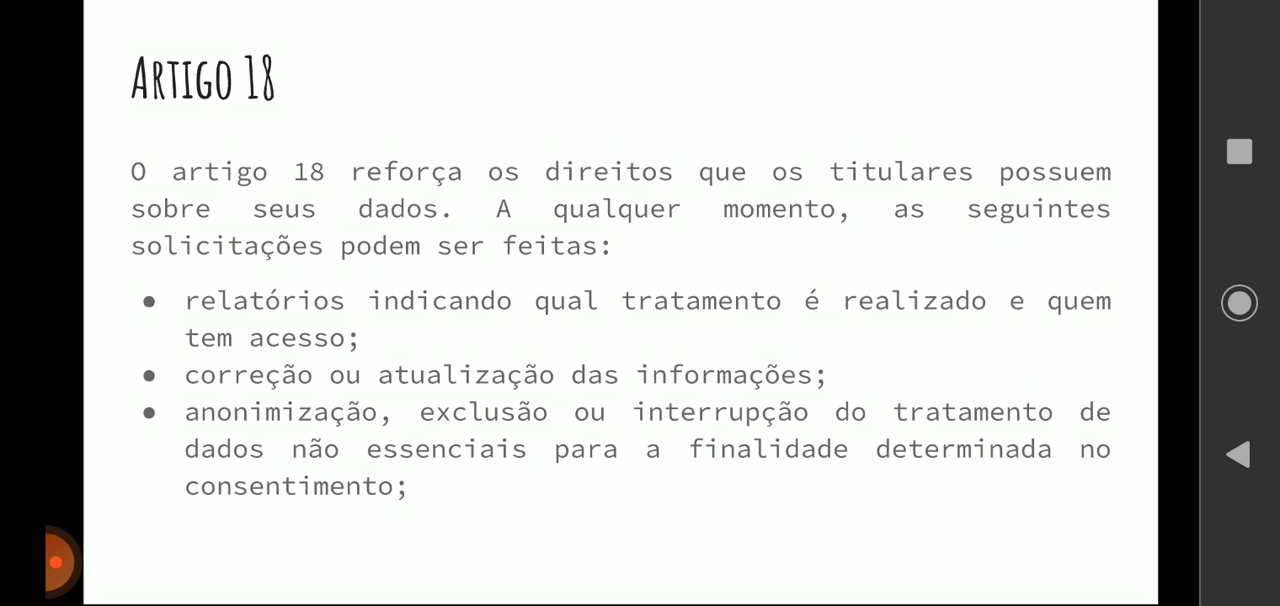 Artigo 18
O artigo 18 reforça os direitos que os titulares possuem
sobre seus dados. A qualquer momento, as seguintes
solicitações podem ser feitas:
● relatórios indicando qual tratamento é realizado e quem
tem acesso;
● correção ou atualização das informações;
● anonimização, exclusão ou interrupção do tratamento de
dados não essenciais para a finalidade determinada no
consentimento;